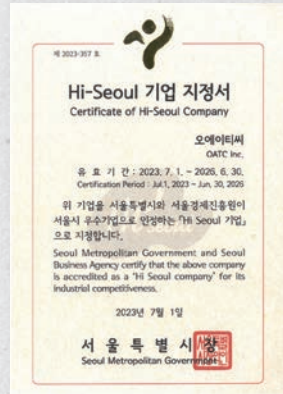 제 2023-357 호
Hi-Seoul 기업 지정서
Certificate of Hi-Seoul Company
오에이티씨
OATC Inc.
유 효 기 간 : 2023. 7. 1. ~ 2026. 6. 30.
Certification Period : Jul.1, 2023 ~ Jun, 30, 2026
위 기업을 서울특별시와 서울경제진흥원이
서울시 우수기업으로 인정하는 「Hi Seoul 기업」
으로 지정합니다.
Seoul Metropolitan Government and Seoul
Business Agency certify that the above company
is accredited as a "Hi Seoul company" for its
industrial competitiveness.
2023년 7월 1일
서 울 특 별 시 장
Seoul Metropolitan Government